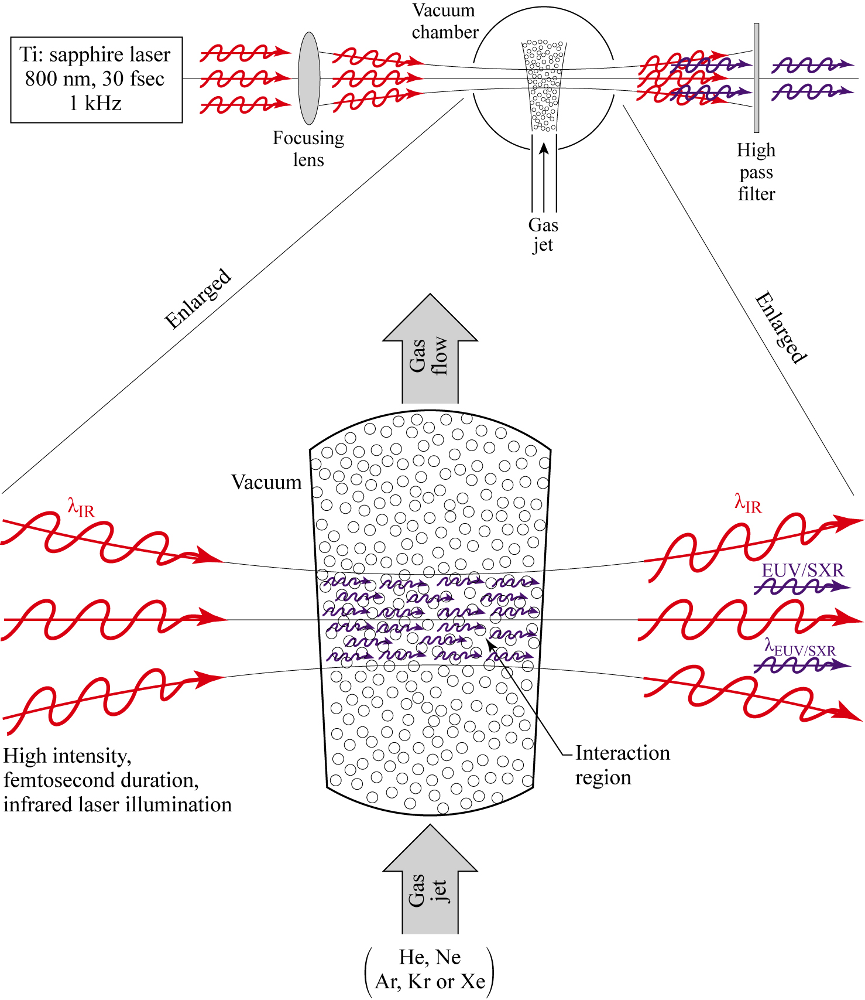 Vacuum
chamber
Ti: sapphire laser
800 nm, 30 fsec
1 kHz
Focusing
lens
High
pass
filter
Gas
jet
Enlarged
Enlarged
Gas
flow
Vacuum
λIR
λIR
EUV/SXR
λEUV/SXR
High intensity,
femtosecond duration,
infrared laser illumination
Interaction
region
Gas
jet
(He, Ne
Ar, Kr or Xe)